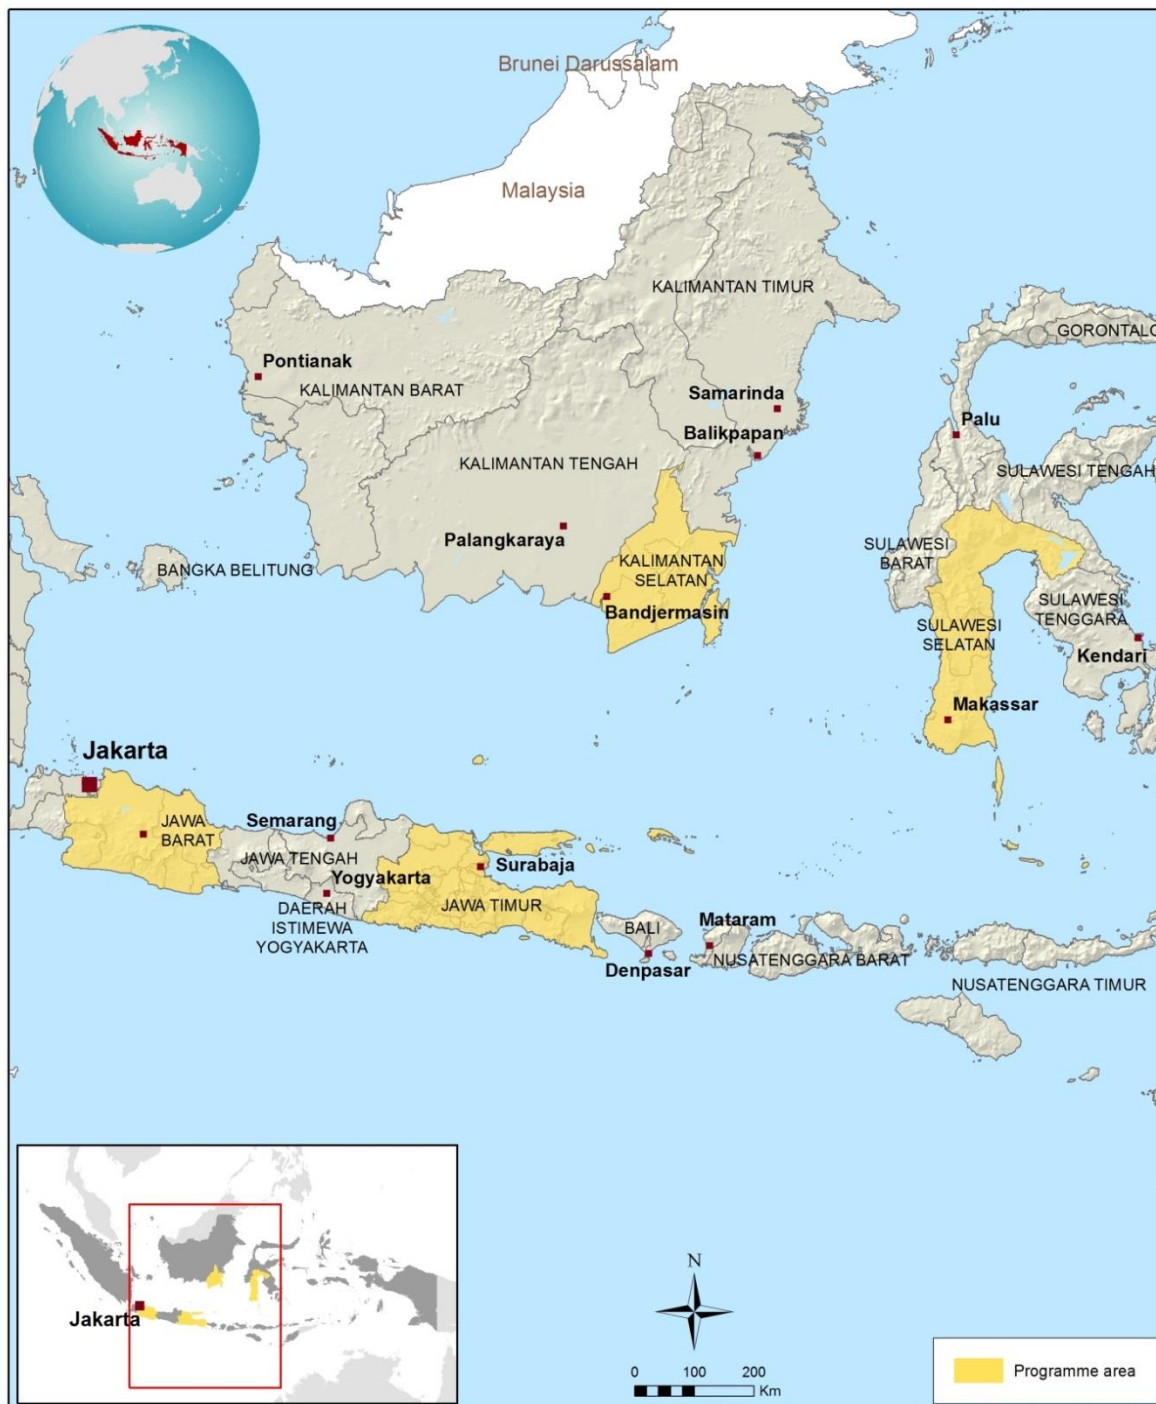 Brunei Darussalam
Malaysia
KALIMANTAN TIMUR
GORONTALO
Pontianak
KALIMANTAN BARAT
Samarinda
Palu
Balikpapan
KALIMANTAN TENGAH
SULAWESI TENGAH
Palangkaraya
SULAWESI
BARAT
BANGKA BELITUNG
KALIMANTAN
SELATAN
Bandjermasin
SULAWESI
TENGGARA
SULAWESI
SELATAN
Kendari
Makassar
Jakarta
JAWA
BARAT
Semarang
JAWA TENGAH
Yogyakarta
Surabaja
DAERAH
ISTIMEWA
YOGYAKARTA
JAWA TIMUR
BALI
Mataram
Denpasar
NUSATENGGARA BARAT
NUSATENGGARA TIMUR
Jakarta
N
0 100 200
Km
Programme area